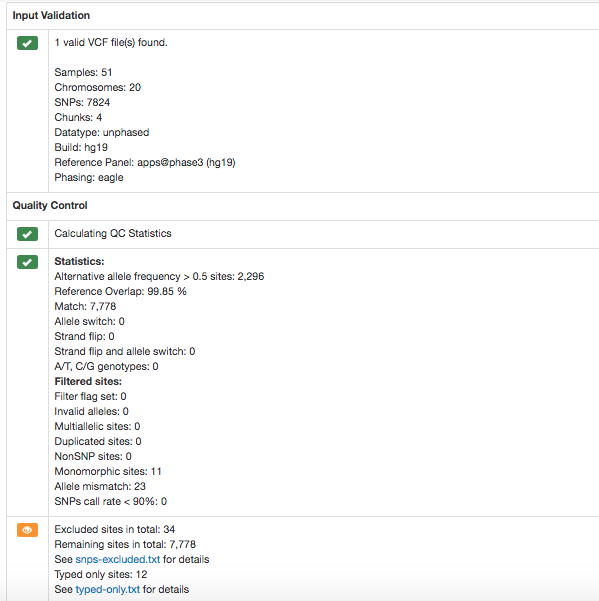 Input Validation
1 valid VCF file(s) found.
Samples: 51
Chromosomes: 20
SNPs: 7824
Chunks: 4
Datatype: unphased
Build: hg19
Reference Panel: apps@phase3 (hg19)
Phasing: eagle
Quality Control
Calculating QC Statistics
Statistics:
Alternative allele frequency > 0.5 sites: 2,296
Reference Overlap: 99.85 %
Match: 7,778
Allele switch: 0
Strand flip: 0
Strand flip and allele switch: 0
A/T, C/G genotypes: 0
Filtered sites:
Filter flag set: 0
Invalid alleles: 0
Multiallelic sites: 0
Duplicated sites: 0
NonSNP sites: 0
Monomorphic sites: 11
Allele mismatch: 23
SNPs call rate < 90%: 0
Excluded sites in total: 34
Remaining sites in total: 7,778
See snps-excluded.txt for details
Typed only sites: 12
See typed-only.txt for details